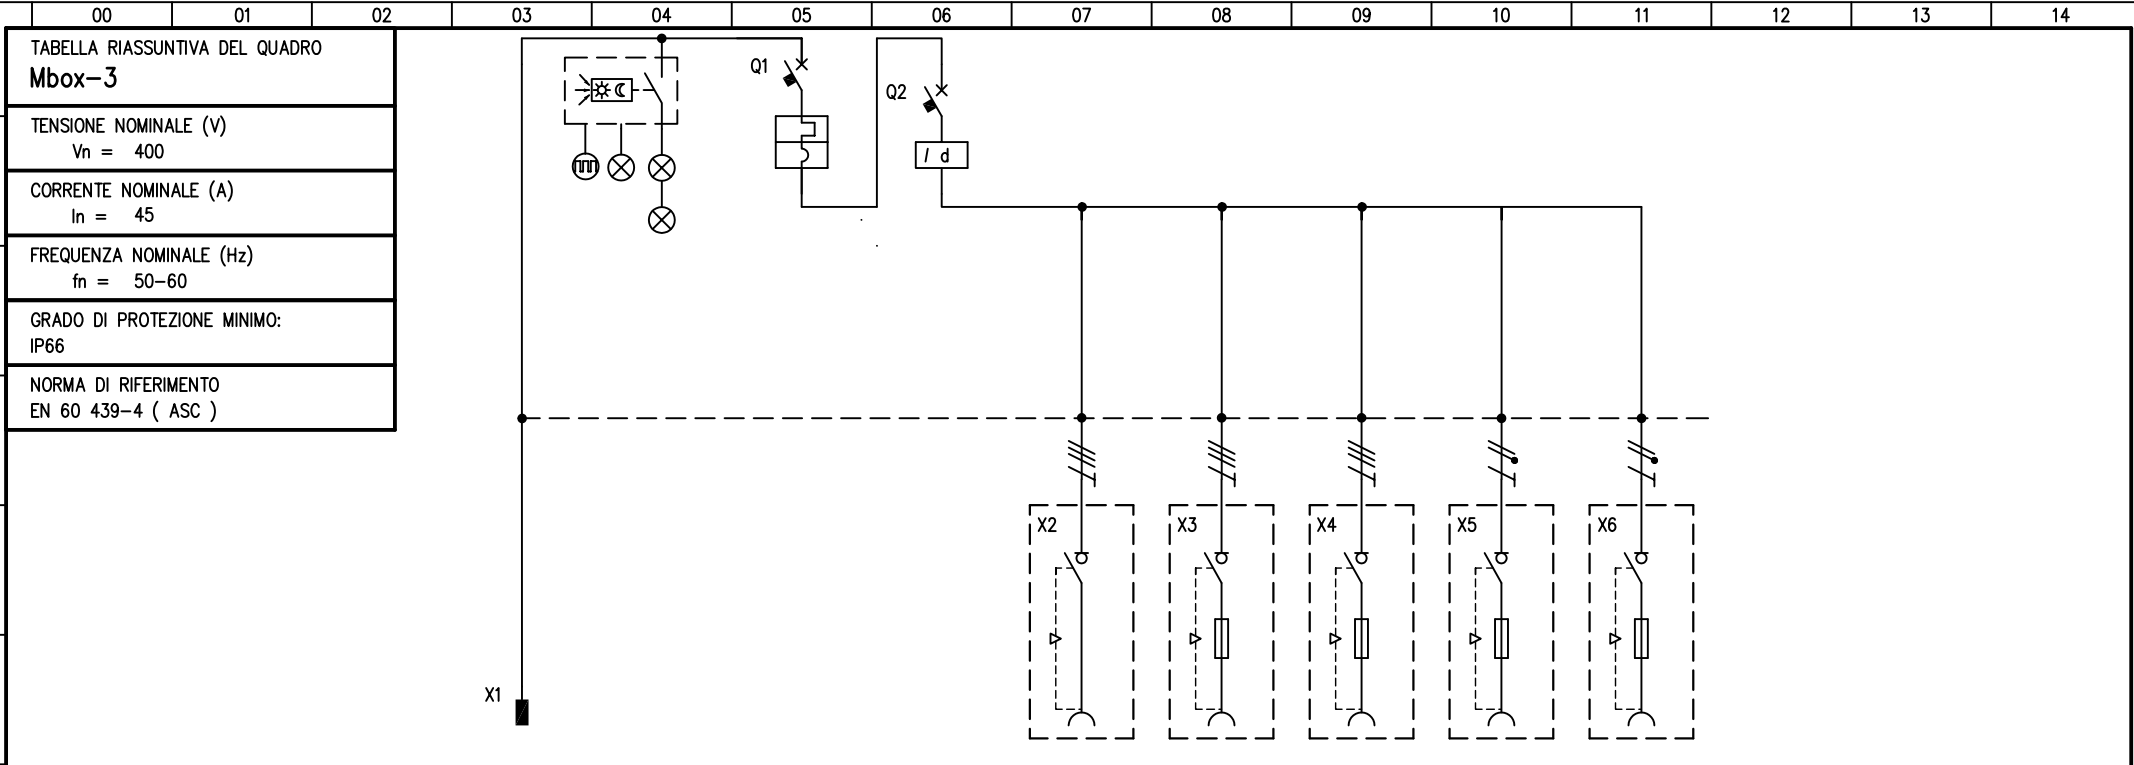 00 01 02 03 04 05 06 07 08 09 10 11 12 13 14
TABELLA RIASSUNTIVA DEL QUADRO
Mbox-3
TENSIONE NOMINALE (V)
Vn = 400
CORRENTE NOMINALE (A)
In = 45
FREQUENZA NOMINALE (Hz)
fn = 50-60
GRADO DI PROTEZIONE MINIMO:
IP66
NORMA DI RIFERIMENTO
EN 60 439-4 ( ASC )
Q1
Q2
I d
X1
X2
X3
X4
X5
X6